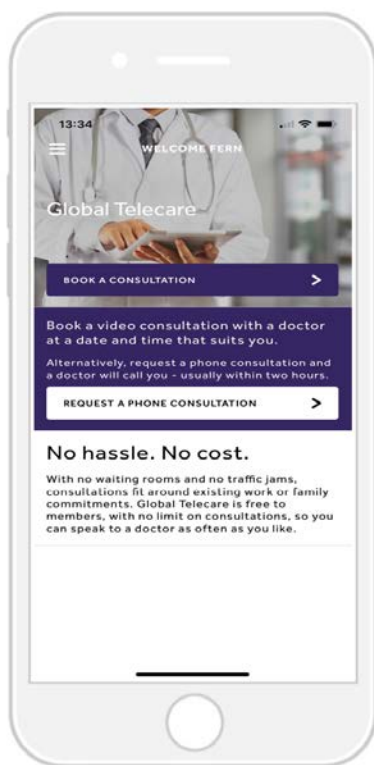 13:34
WELCOME FERN
Global Telecare
BOOK A CONSULTATION
Book a video consultation with a doctor
at a date and time that suits you.
Alternatively, request a phone consultation and
a doctor will call you - usually within two hours.
REQUEST A PHONE CONSULTATION
No hassle. No cost.
With no waiting rooms and no traffic jams,
consultations fit around existing work or family
commitments. Global Telecare is free to
members, with no limit on consultations, so you
can speak to a doctor as often as you like.